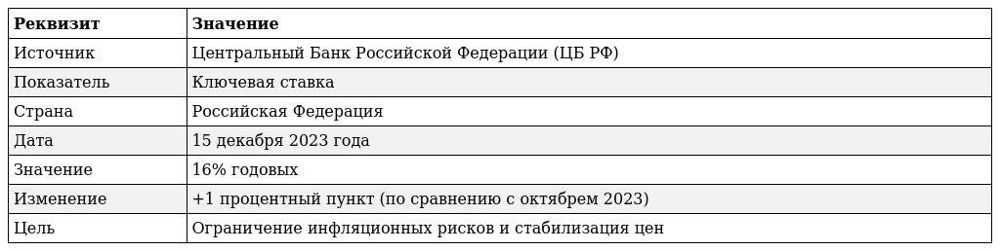 Реквизит Значение
Источник Центральный Банк Российской Федерации (ЦБ РФ)
Показатель Ключевая ставка
Страна Российская Федерация
Дата 15 декабря 2023 года
Значение 16% годовых
Изменение +1 процентный пункт (по сравнению с октябрем 2023)
Цель Ограничение инфляционных рисков и стабилизация цен